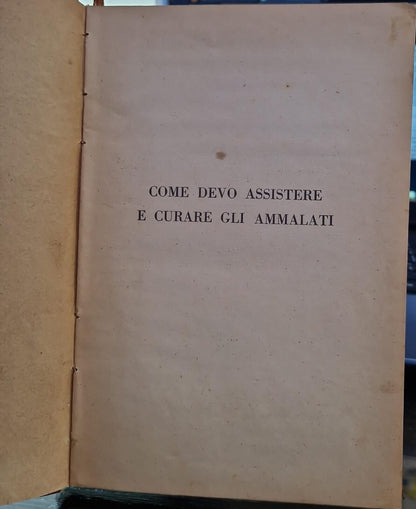 COME DEVO ASSISTERE
E CURARE GLI AMMALATI